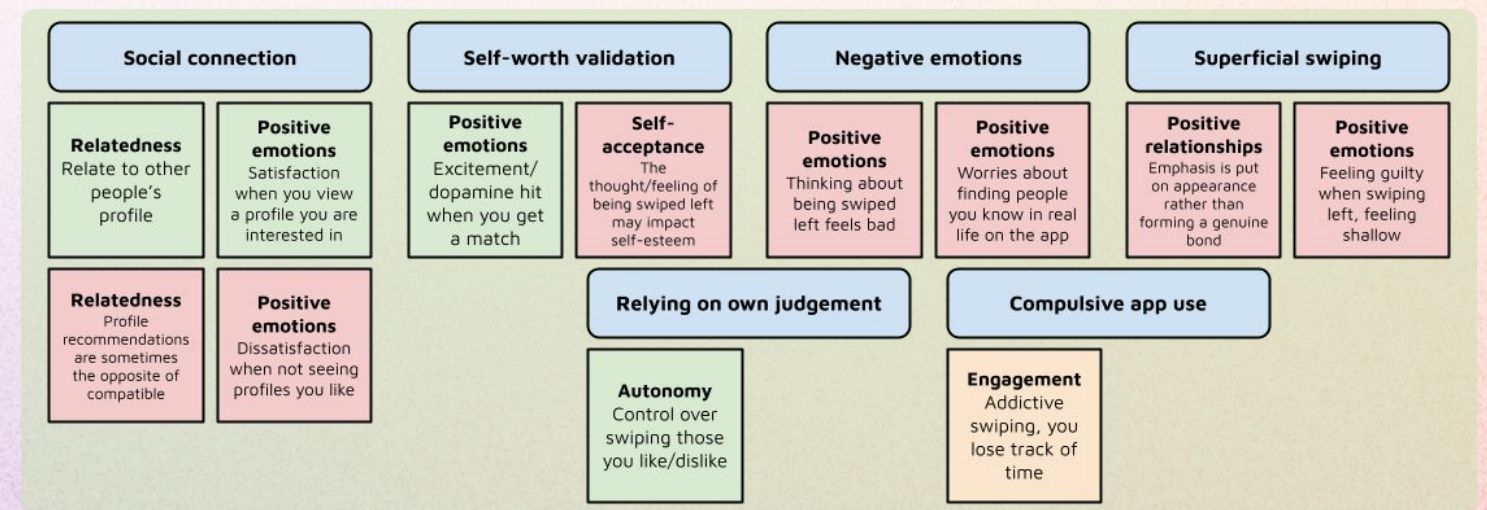 Social connection
Self-worth validation
Negative emotions
Superficial swiping
Relatedness
Relate to other
people's
profile
Positive
emotions
Satisfaction
when you view
a profile you are
interested in
Positive
emotions
Excitement/
dopamine hit
when you get
a match
Self-
acceptance
The
thought/feeling of
being swiped left
may impact
self-esteem
Positive
emotions
Thinking about
being swiped
left feels bad
Positive
emotions
Worries about
finding people
you know in real
life on the app
Positive
relationships
Emphasis is put
on appearance
rather than
forming a genuine
bond
Positive
emotions
Feeling guilty
when swiping
left, feeling
shallow
Relatedness
Profile
recommendations
are sometimes
the opposite of
compatible
Positive
emotions
Dissatisfaction
when not seeing
profiles you like
Relying on own judgement
Compulsive app use
Autonomy
Control over
swiping those
you like/dislike
Engagement
Addictive
swiping, you
lose track of
time